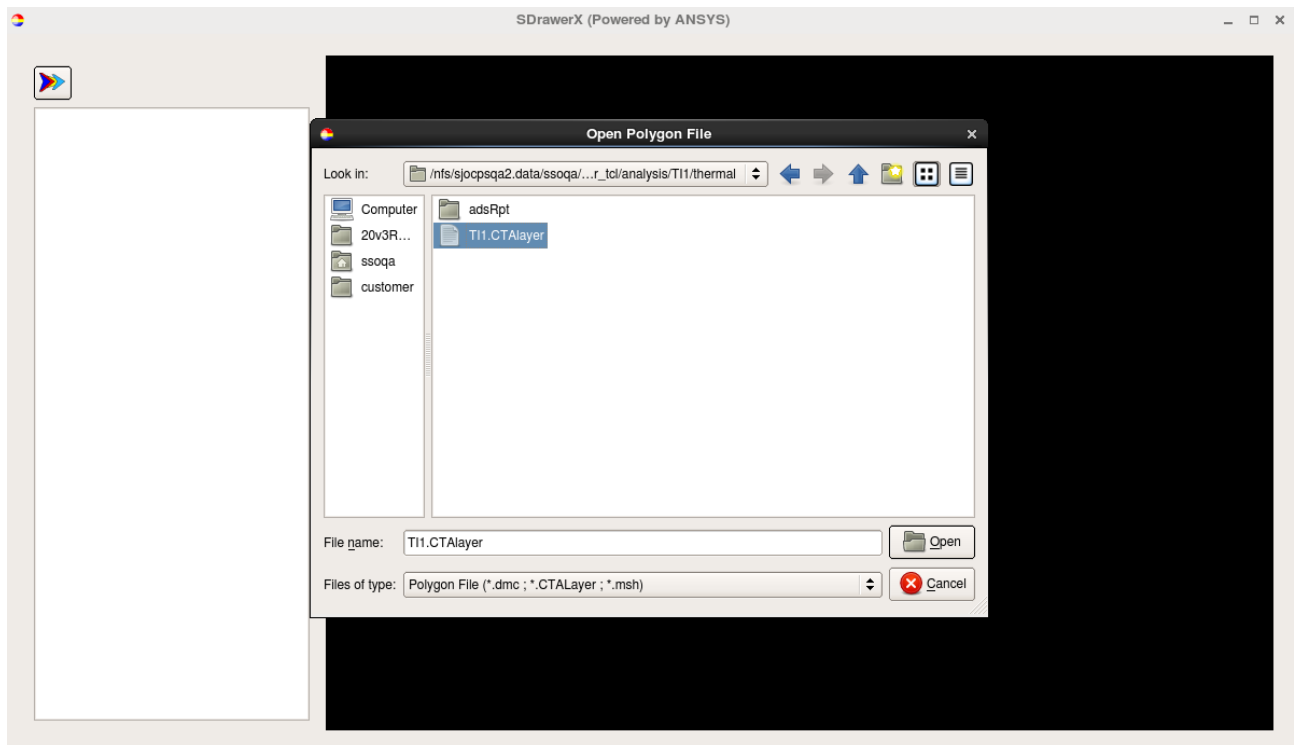 SDrawerX (Powered by ANSYS)
Open Polygon File
Look in: /nfs/sjocpsqa2.data/ssoqa/...r_tcl/analysis/TI1/thermal
Computer
20v3R...
ssoqa
customer
adsRpt
TI1.CTAlayer
File name: TI1.CTAlayer
Open
Files of type: Polygon File (*.dmc ; *.CTALayer ; *.msh)
Cancel